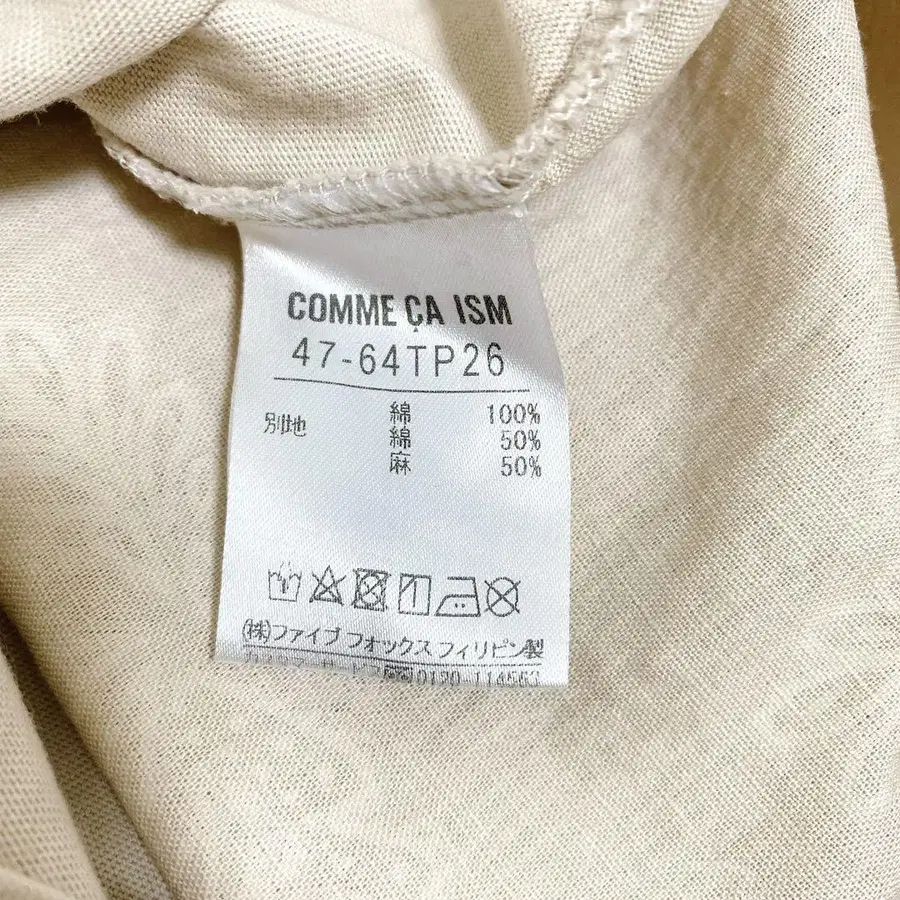 COMME ÇA ISM
47-64TP26
綿 100%
別地 綿 50%
麻 50%
㈱ファイブ フォックス フィリピン製
0120-114563